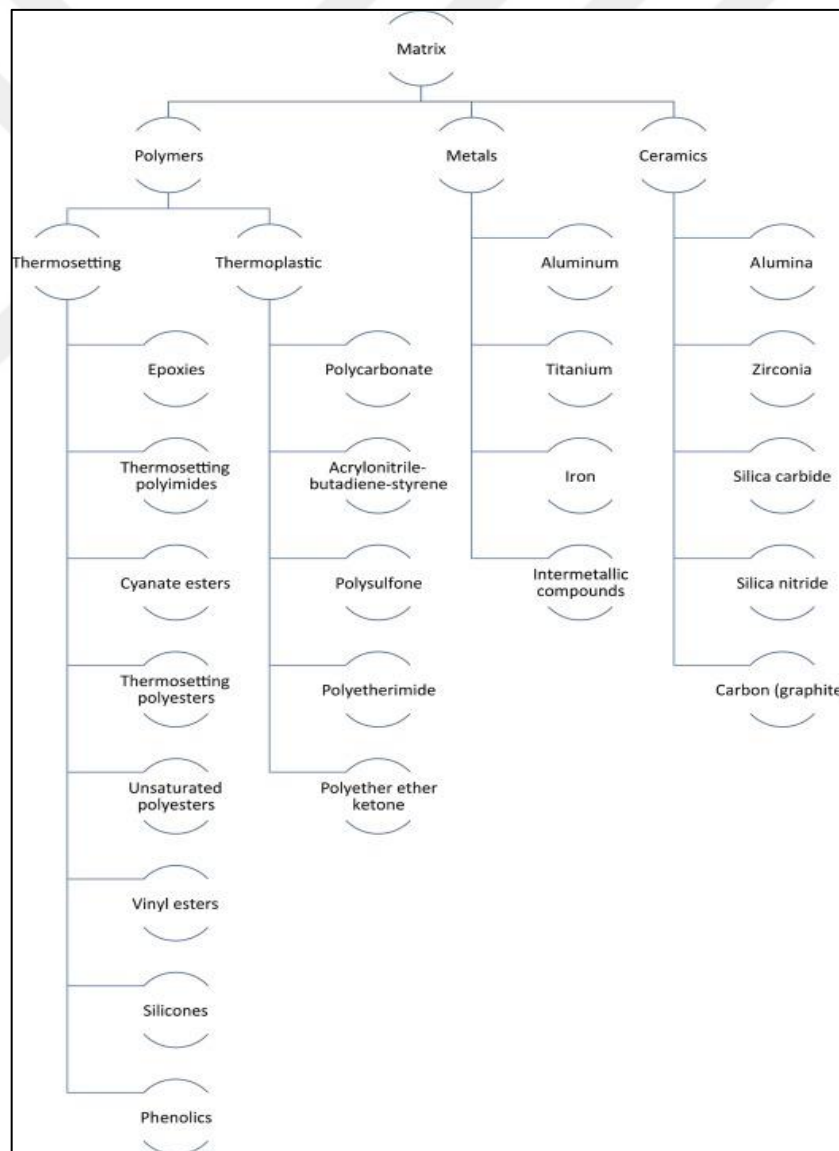 Matrix
Polymers
Metals
Ceramics
Thermosetting
Thermoplastic
Aluminum
Alumina
Epoxies
Polycarbonate
Titanium
Zirconia
Thermosetting
polyimides
Acrylonitrile-
butadiene-styrene
Iron
Silica carbide
Cyanate esters
Polysulfone
Intermetallic
compounds
Silica nitride
Thermosetting
polyesters
Polyetherimide
Carbon (graphite
Unsaturated
polyesters
Polyether ether
ketone
Vinyl esters
Silicones
Phenolics